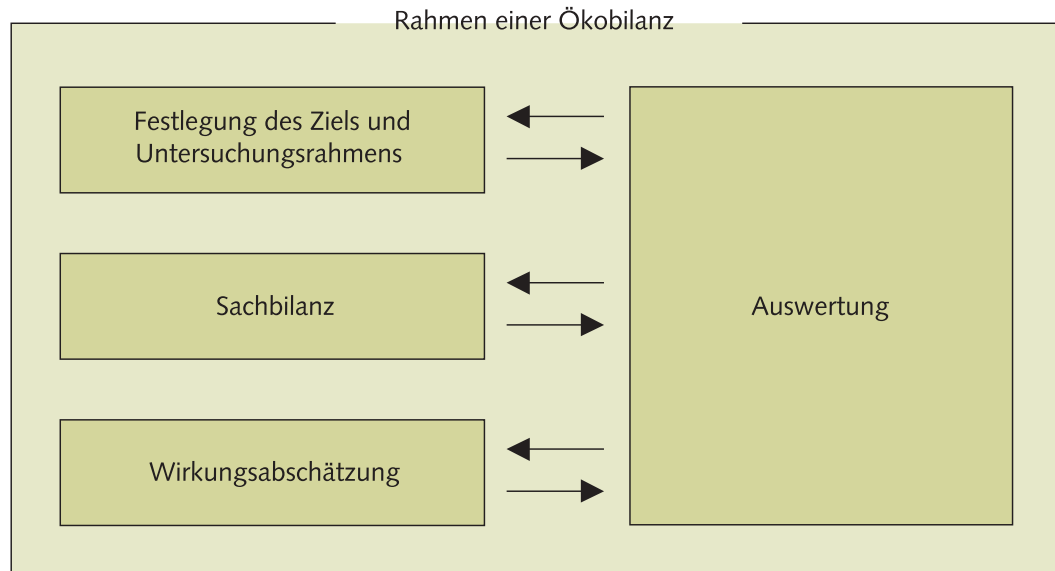 Rahmen einer Ökobilanz
Festlegung des Ziels und
Untersuchungsrahmens
Sachbilanz
Wirkungsabschätzung
Auswertung